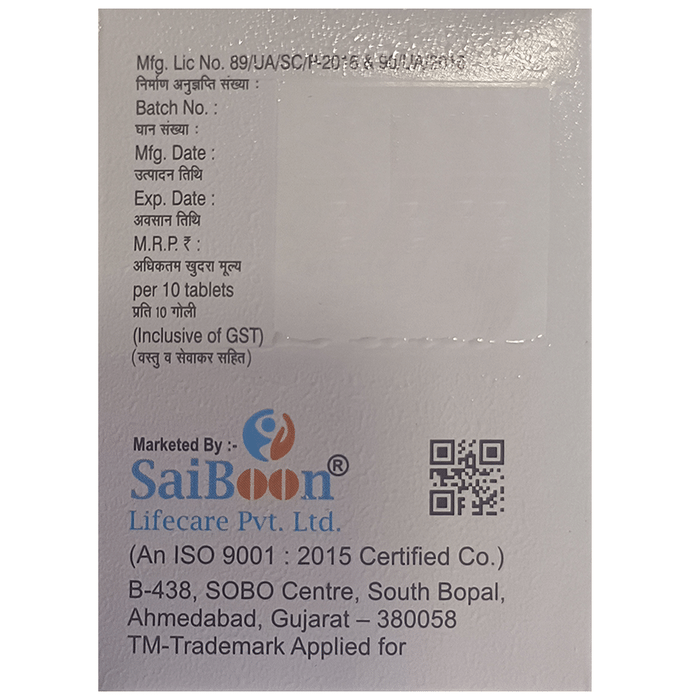 Mfg. Lic No. 89/UA/SC/P-2016 & 90/UA/2016
निर्माण अनुज्ञप्ति संख्या :
Batch No. :
घान संख्या :
Mfg. Date :
उत्पादन तिथि
Exp. Date :
अवसान तिथि
M.R.P. ₹ :
अधिकतम खुदरा मूल्य
per 10 tablets
प्रति 10 गोली
(Inclusive of GST)
(वस्तु व सेवाकर सहित)
Marketed By :-
SaiBoon®
Lifecare Pvt. Ltd.
(An ISO 9001 : 2015 Certified Co.)
B-438, SOBO Centre, South Bopal,
Ahmedabad, Gujarat – 380058
TM-Trademark Applied for